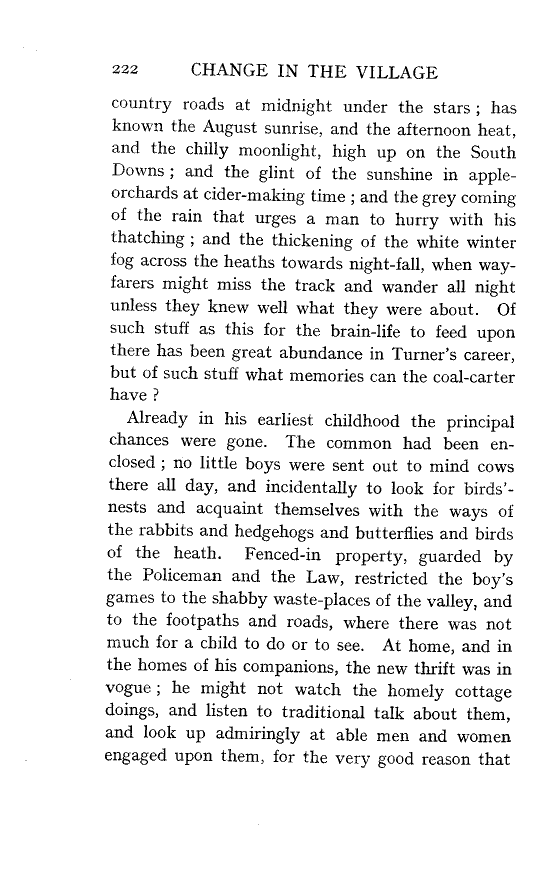 222 CHANGE IN THE VILLAGE
country roads at midnight under the stars ; has
known the August sunrise, and the afternoon heat,
and the chilly moonlight, high up on the South
Downs ; and the glint of the sunshine in apple-
orchards at cider-making time ; and the grey coming
of the rain that urges a man to hurry with his
thatching ; and the thickening of the white winter
fog across the heaths towards night-fall, when way-
farers might miss the track and wander all night
unless they knew well what they were about. Of
such stuff as this for the brain-life to feed upon
there has been great abundance in Turner's career,
but of such stuff what memories can the coal-carter
have ?
Already in his earliest childhood the principal
chances were gone. The common had been en-
closed ; no little boys were sent out to mind cows
there all day, and incidentally to look for birds'-
nests and acquaint themselves with the ways of
the rabbits and hedgehogs and butterflies and birds
of the heath. Fenced-in property, guarded by
the Policeman and the Law, restricted the boy's
games to the shabby waste-places of the valley, and
to the footpaths and roads, where there was not
much for a child to do or to see. At home, and in
the homes of his companions, the new thrift was in
vogue ; he might not watch the homely cottage
doings, and listen to traditional talk about them,
and look up admiringly at able men and women
engaged upon them, for the very good reason that